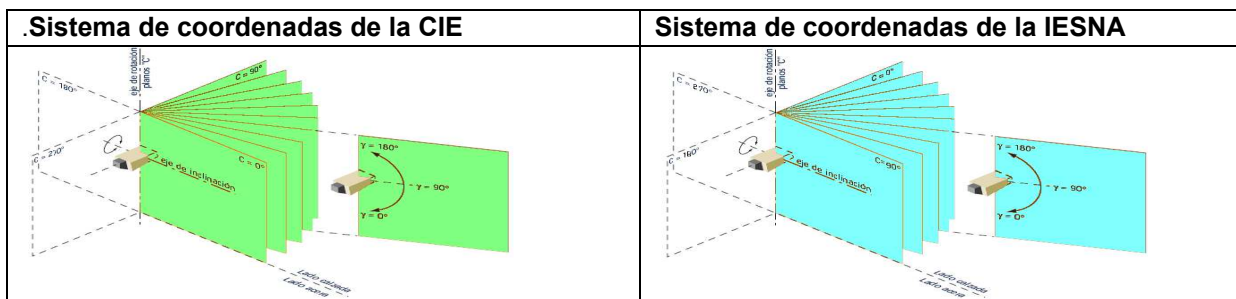 .Sistema de coordenadas de la CIE
Sistema de coordenadas de la IESNA
eje de rotación
planos "C"
C = 180°
C = 270°
C = 90°
C = 0°
eje de inclinación
γ = 180°
γ = 90°
γ = 0°
Lado calzada
Lado acera
eje de rotación
planos "C"
C = 270°
C = 180°
C = 0°
C= 90°
eje de inclinación
γ = 180°
γ = 90°
γ = 0°
Lado calzada
Lado acera